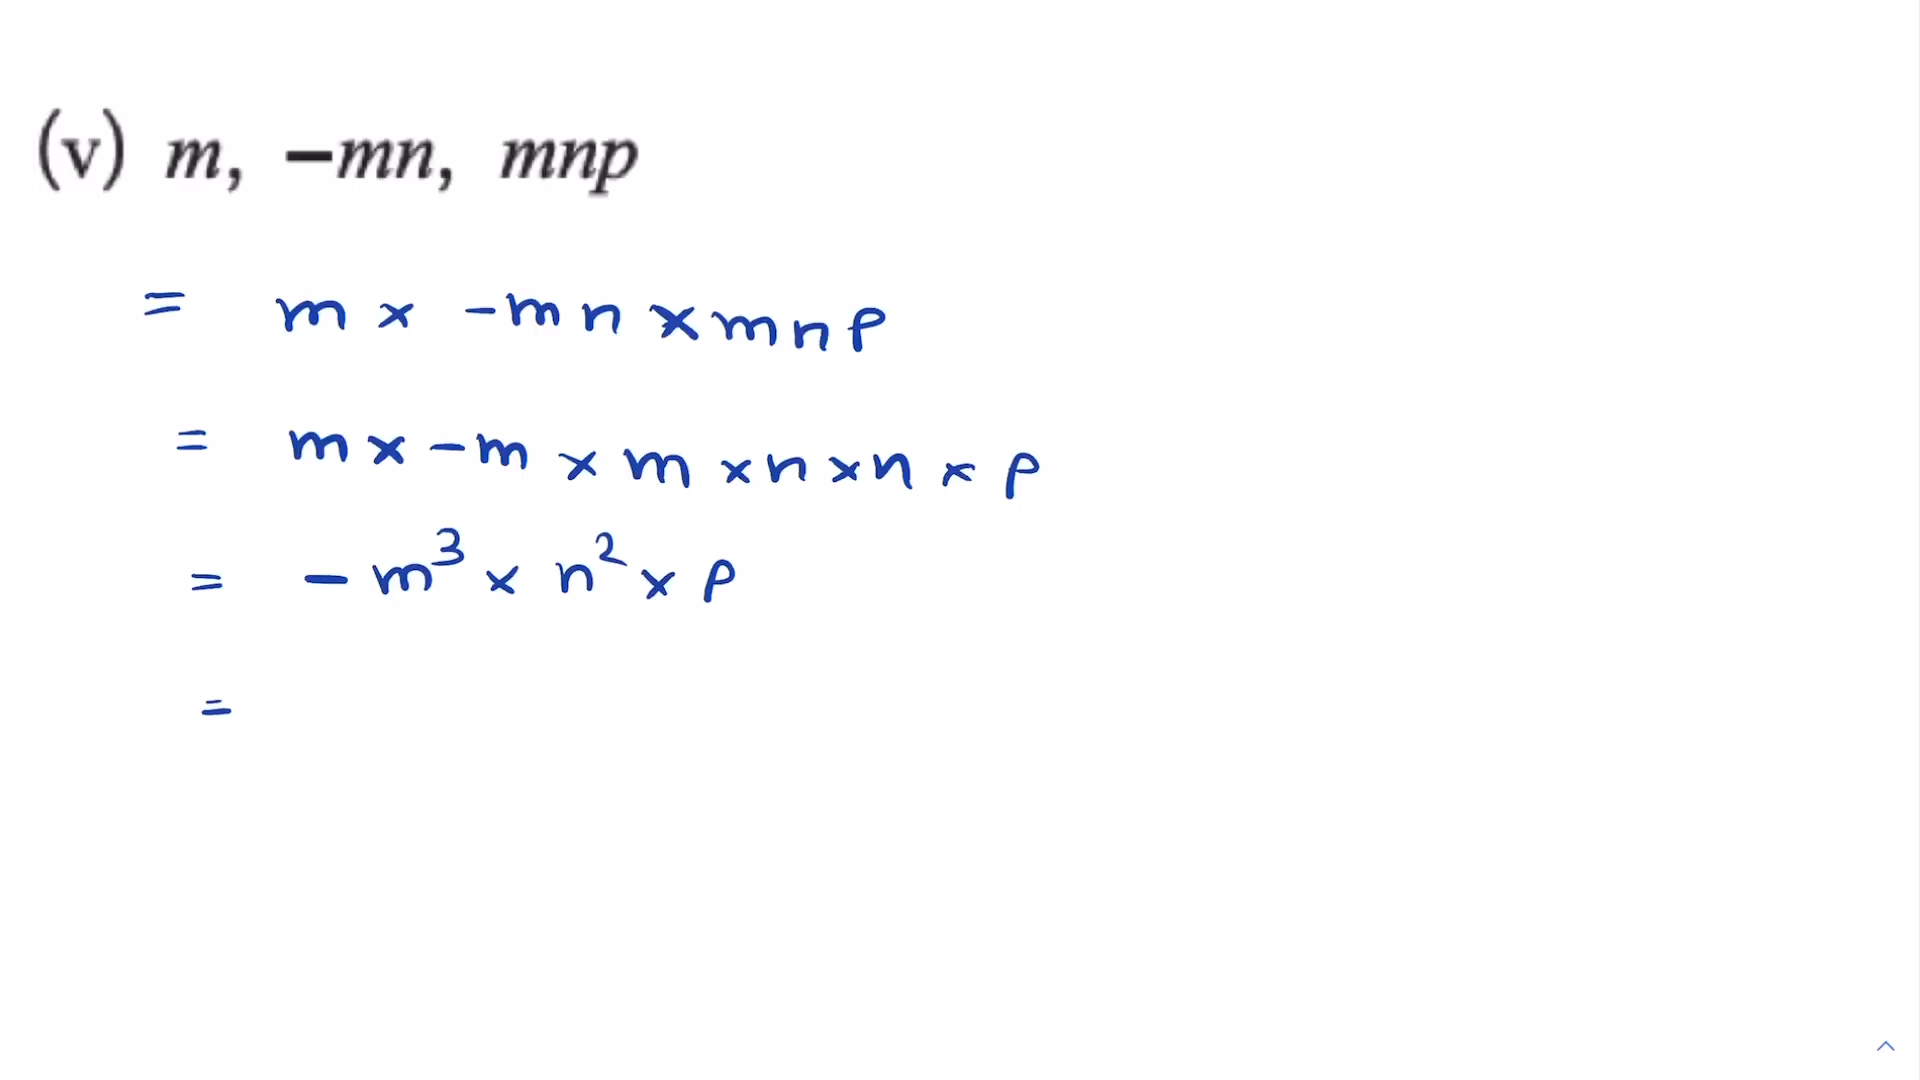 (v) m, −mn, mnp
= m × -mn × mnp
= m × -m × m × n × n × p
= - m³ × n² × p
=